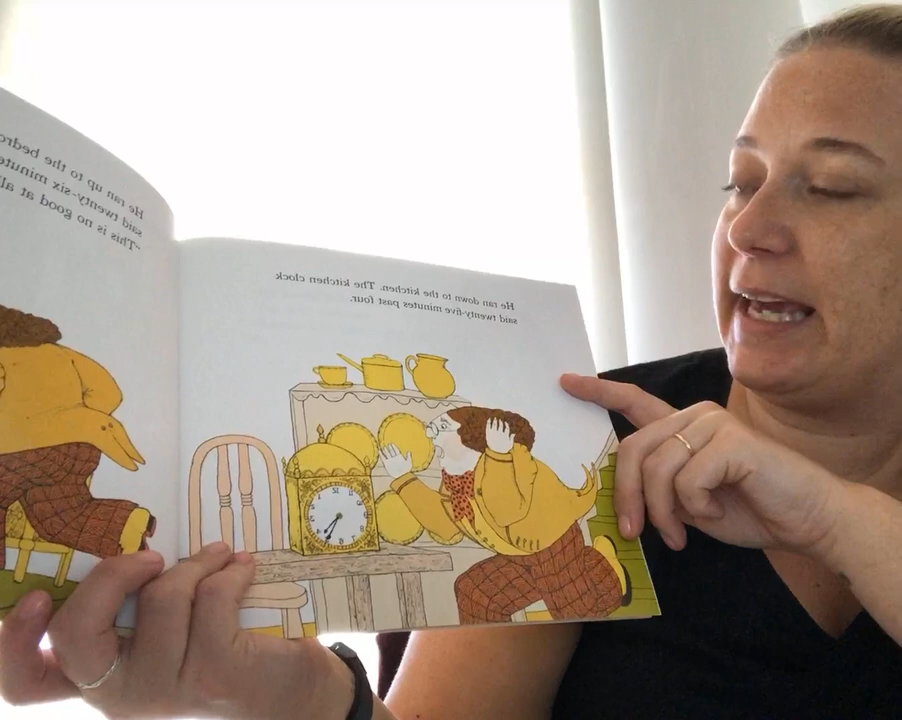 He ran up to the
said twenty-six
"This is no good at
He ran down to the kitchen. The kitchen clock
said twenty-five minutes past four.